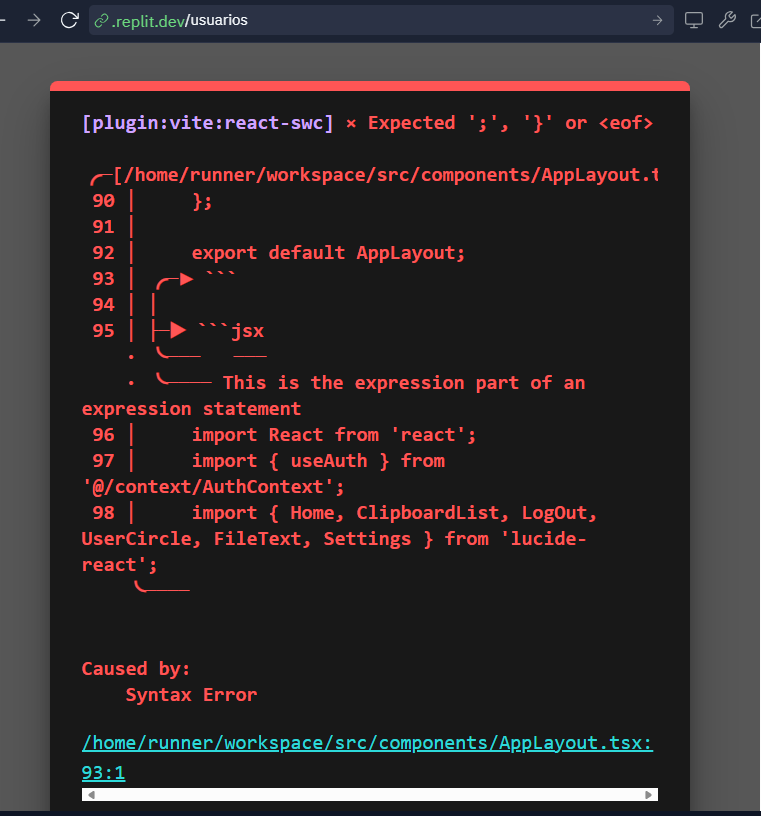 .replit.dev/usuarios
[plugin:vite:react-swc] × Expected ';', '}' or <eof>
╭─[/home/runner/workspace/src/components/AppLayout.t
90 │     };
91 │
92 │     export default AppLayout;
93 │ ╭─▶ ```
94 │ │
95 │ ├─▶ ```jsx
· ╰─── ───
· ╰──── This is the expression part of an
expression statement
96 │     import React from 'react';
97 │     import { useAuth } from
'@/context/AuthContext';
98 │     import { Home, ClipboardList, LogOut,
UserCircle, FileText, Settings } from 'lucide-
react';
╰────
Caused by:
Syntax Error
/home/runner/workspace/src/components/AppLayout.tsx:
93:1